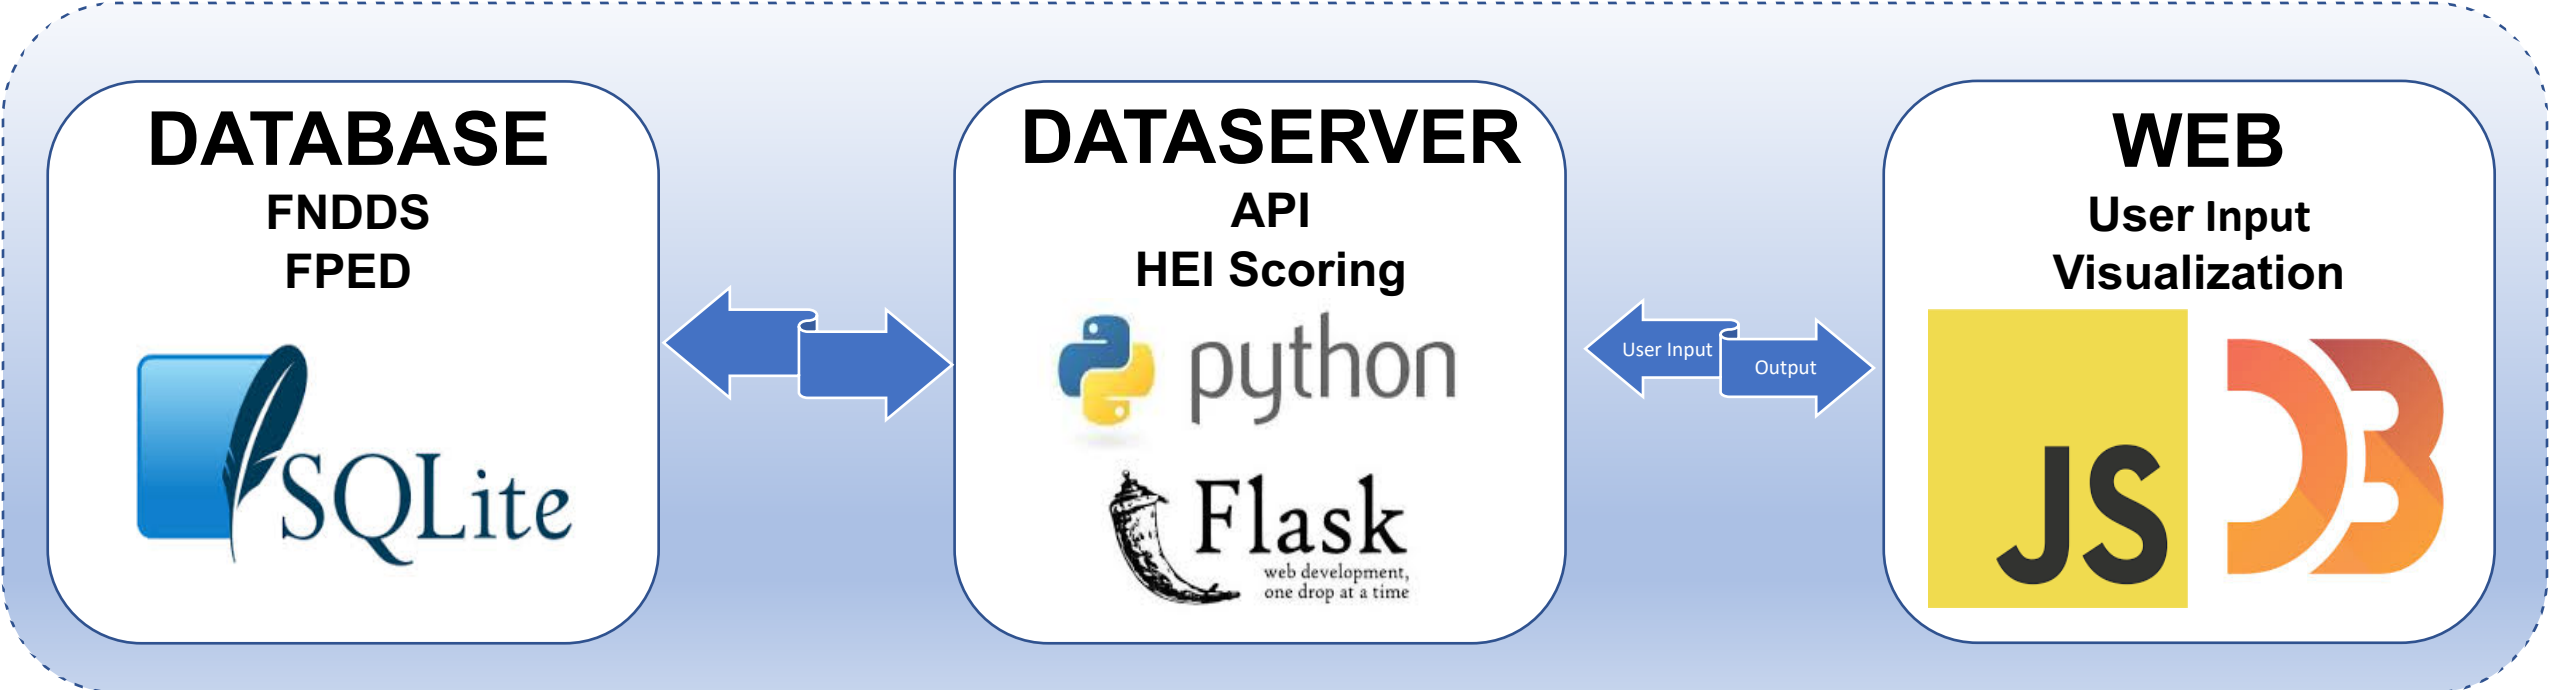 DATABASE
FNDDS
FPED
SQLite
DATASERVER
API
HEI Scoring
python
Flask
web development,
one drop at a time
User Input
Output
WEB
User Input
Visualization
JS
D3